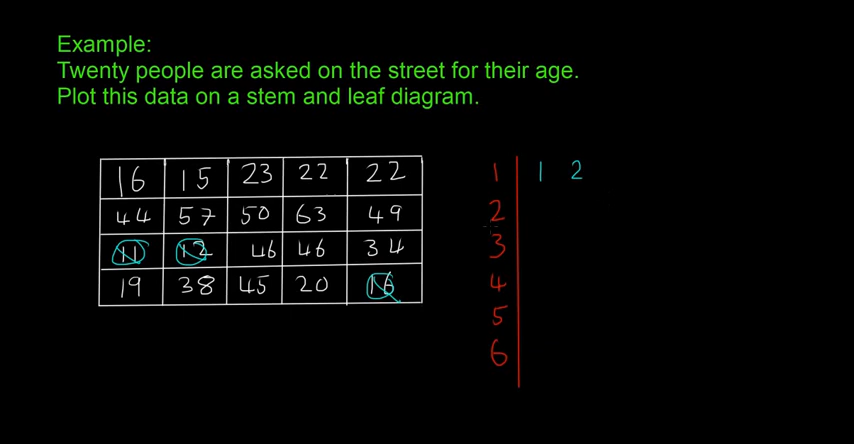 Example:
Twenty people are asked on the street for their age.
Plot this data on a stem and leaf diagram.
16 15 23 22 22 1 1 2
44 57 50 63 49 2
11 12 46 46 34 3
19 38 45 20 16 4
5
6